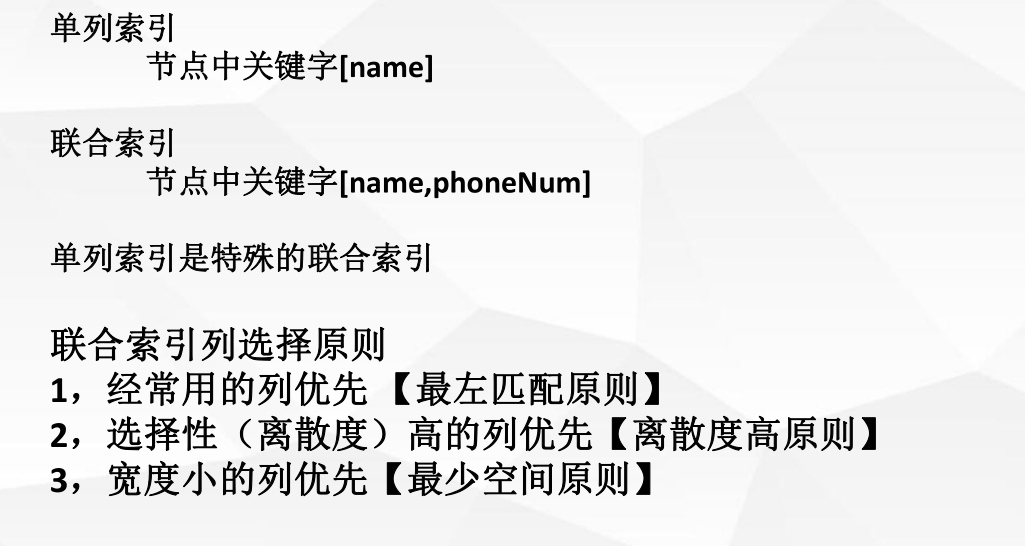 单列索引
节点中关键字[name]
联合索引
节点中关键字[name,phoneNum]
单列索引是特殊的联合索引
联合索引列选择原则
1，经常用的列优先 【最左匹配原则】
2，选择性（离散度）高的列优先【离散度高原则】
3，宽度小的列优先【最少空间原则】